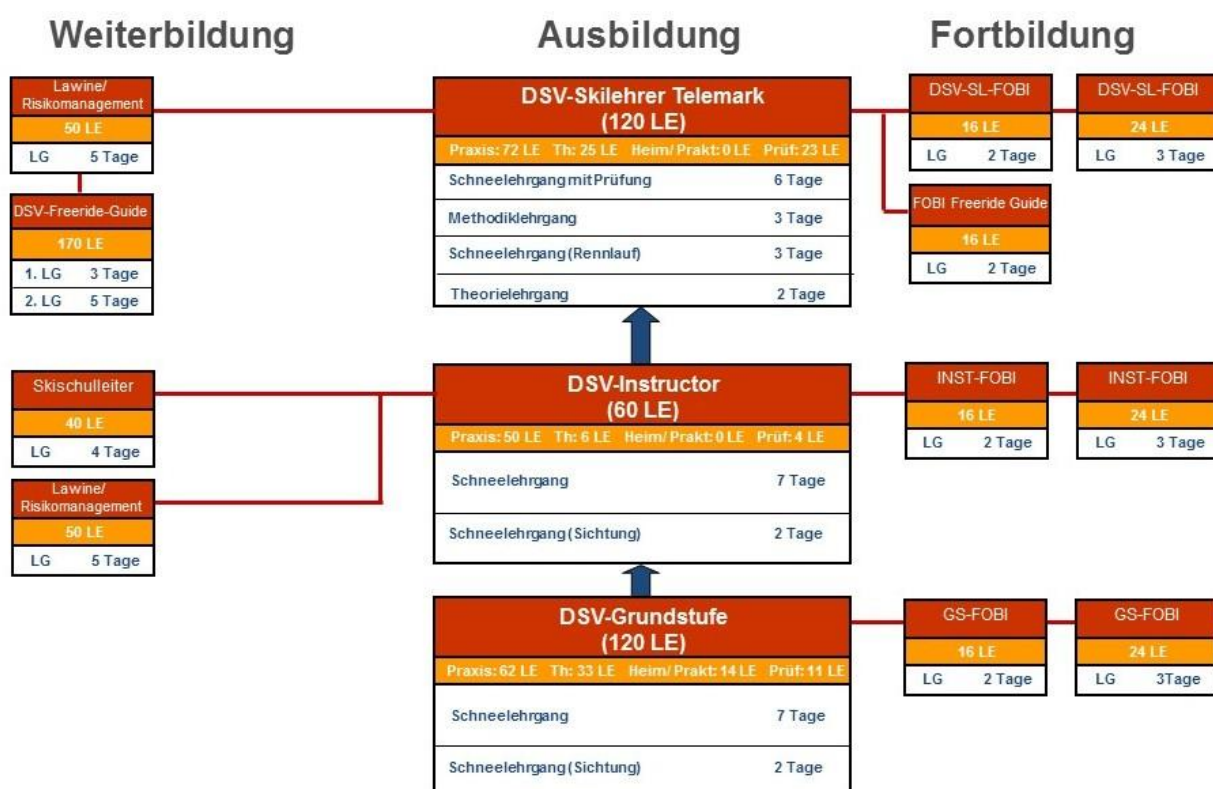 Weiterbildung
Ausbildung
Fortbildung
Lawine/
Risikomanagement
50 LE
LG 5 Tage
DSV-Freeride-Guide
170 LE
1. LG 3 Tage
2. LG 5 Tage
DSV-Skilehrer Telemark
(120 LE)
Praxis: 72 LE Th: 25 LE Heim/ Prakt: 0 LE Prüf: 23 LE
Schneelehrgang mit Prüfung 6 Tage
Methodiklehrgang 3 Tage
Schneelehrgang (Rennlauf) 3 Tage
Theorielehrgang 2 Tage
DSV-SL-FOBI
16 LE
LG 2 Tage
DSV-SL-FOBI
24 LE
LG 3 Tage
FOBI Freeride Guide
16 LE
LG 2 Tage
Skischulleiter
40 LE
LG 4 Tage
Lawine/
Risikomanagement
50 LE
LG 5 Tage
DSV-Instructor
(60 LE)
Praxis: 50 LE Th: 6 LE Heim/ Prakt: 0 LE Prüf: 4 LE
Schneelehrgang 7 Tage
Schneelehrgang (Sichtung) 2 Tage
INST-FOBI
16 LE
LG 2 Tage
INST-FOBI
24 LE
LG 3 Tage
DSV-Grundstufe
(120 LE)
Praxis: 62 LE Th: 33 LE Heim/ Prakt: 14 LE Prüf: 11 LE
Schneelehrgang 7 Tage
Schneelehrgang (Sichtung) 2 Tage
GS-FOBI
16 LE
LG 2 Tage
GS-FOBI
24 LE
LG 3Tage